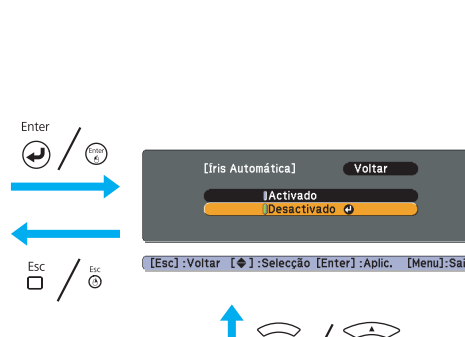 Enter
Enter
[Íris Automática] Voltar
Activado
Desactivado
Esc
Esc
[Esc] :Voltar [ ] :Selecção [Enter] :Aplic. [Menu]:Sai